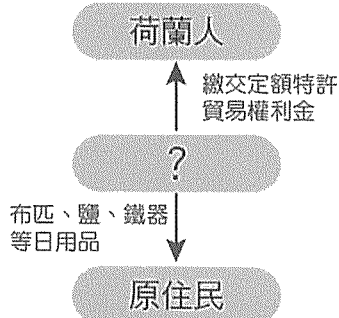 荷蘭人
繳交定額特許
貿易權利金
?
布匹、鹽、鐵器
等日用品
原住民